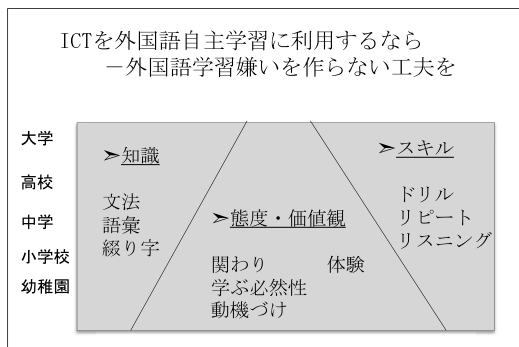 ICTを外国語自主学習に利用するなら
－外国語学習嫌いを作らない工夫を
大学
高校
中学
小学校
幼稚園
➢知識
文法
語彙
綴り字
➢態度・価値観
関わり 体験
学ぶ必然性
動機づけ
➢スキル
ドリル
リピート
リスニング